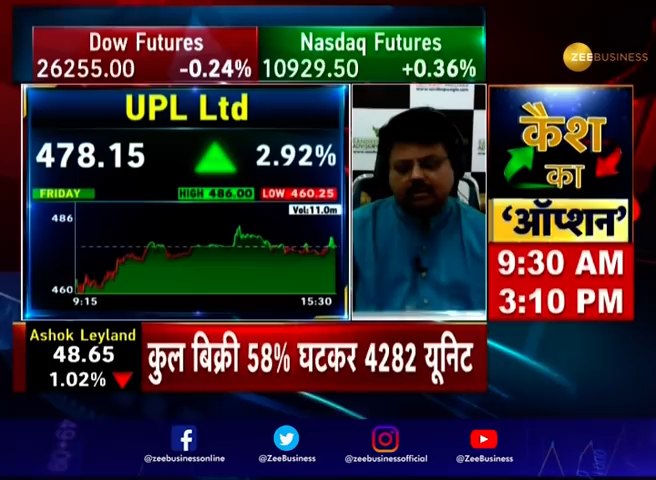 Dow Futures
26255.00 -0.24%
Nasdaq Futures
10929.50 +0.36%
ZEEBUSINESS
UPL Ltd
478.15 2.92%
FRIDAY HIGH 486.00 LOW 460.25
Vol:11.0m
486
460
9:15 15:30
कैश
का
‘ऑप्शन’
9:30 AM
3:10 PM
Ashok Leyland
48.65
1.02%
कुल बिक्री 58% घटकर 4282 यूनिट
@zeebusinessonline @ZeeBusiness @zeebusinessofficial @ZeeBusiness